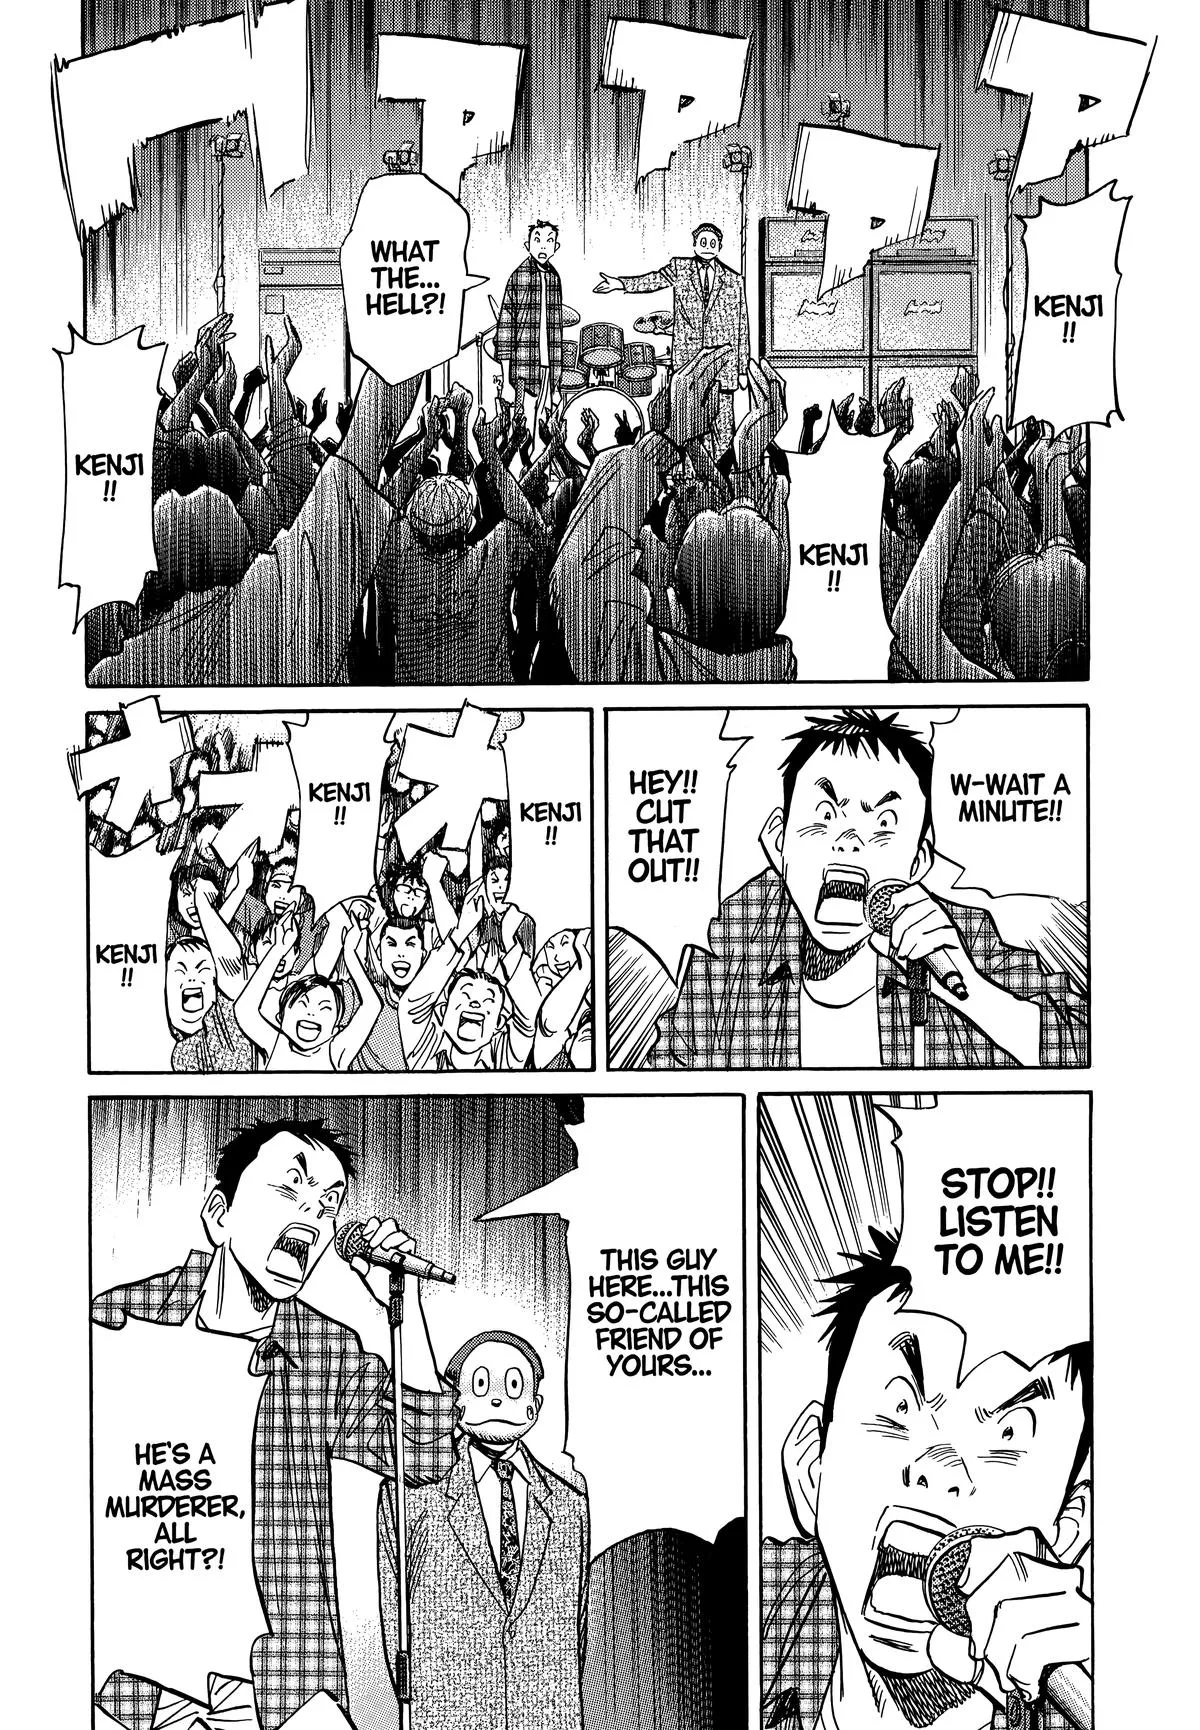 ワアアアア
KENJI
!!
WHAT
THE...
HELL?!
KENJI
!!
KENJI
!!
W-WAIT A
MINUTE!!
HEY!!
CUT
THAT
OUT!!
オオオ
KENJI
!!
KENJI
!!
KENJI
!!
STOP!!
LISTEN
TO ME!!
THIS GUY
HERE...THIS
SO-CALLED
FRIEND OF
YOURS...
HE'S A
MASS
MURDERER,
ALL
RIGHT?!